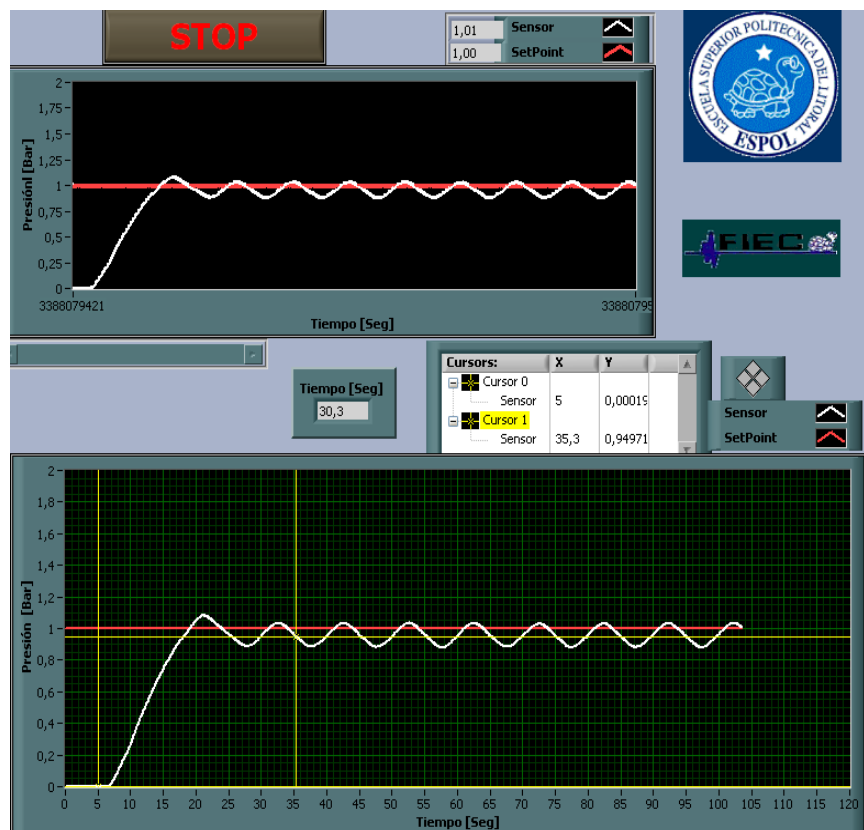 STOP
1,01 Sensor
1,00 SetPoint
ESCUELA SUPERIOR POLITECNICA DEL LITORAL
ESPOL
Presiónl [Bar]
2
1,75
1,5
1,25
1
0,75
0,5
0,25
0
3388079421 33880795
Tiempo [Seg]
FIEC
Tiempo [Seg]
30,3
Cursors: X Y
Cursor 0
Sensor 5 0,00019
Cursor 1
Sensor 35,3 0,94971
Sensor
SetPoint
Presión [Bar]
2
1,8
1,6
1,4
1,2
1
0,8
0,6
0,4
0,2
0
0 5 10 15 20 25 30 35 40 45 50 55 60 65 70 75 80 85 90 95 100 105 110 115 120
Tiempo [Seg]